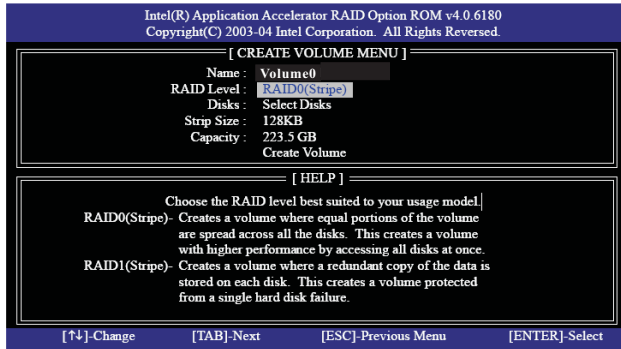 Intel(R) Application Accelerator RAID Option ROM v4.0.6180
Copyright(C) 2003-04 Intel Corporation. All Rights Reversed.
[ CREATE VOLUME MENU ]
Name : Volume0
RAID Level : RAID0(Stripe)
Disks : Select Disks
Strip Size : 128KB
Capacity : 223.5 GB
Create Volume
[ HELP ]
Choose the RAID level best suited to your usage model.
RAID0(Stripe)- Creates a volume where equal portions of the volume
are spread across all the disks. This creates a volume
with higher performance by accessing all disks at once.
RAID1(Stripe)- Creates a volume where a redundant copy of the data is
stored on each disk. This creates a volume protected
from a single hard disk failure.
[↑↓]-Change [TAB]-Next [ESC]-Previous Menu [ENTER]-Select